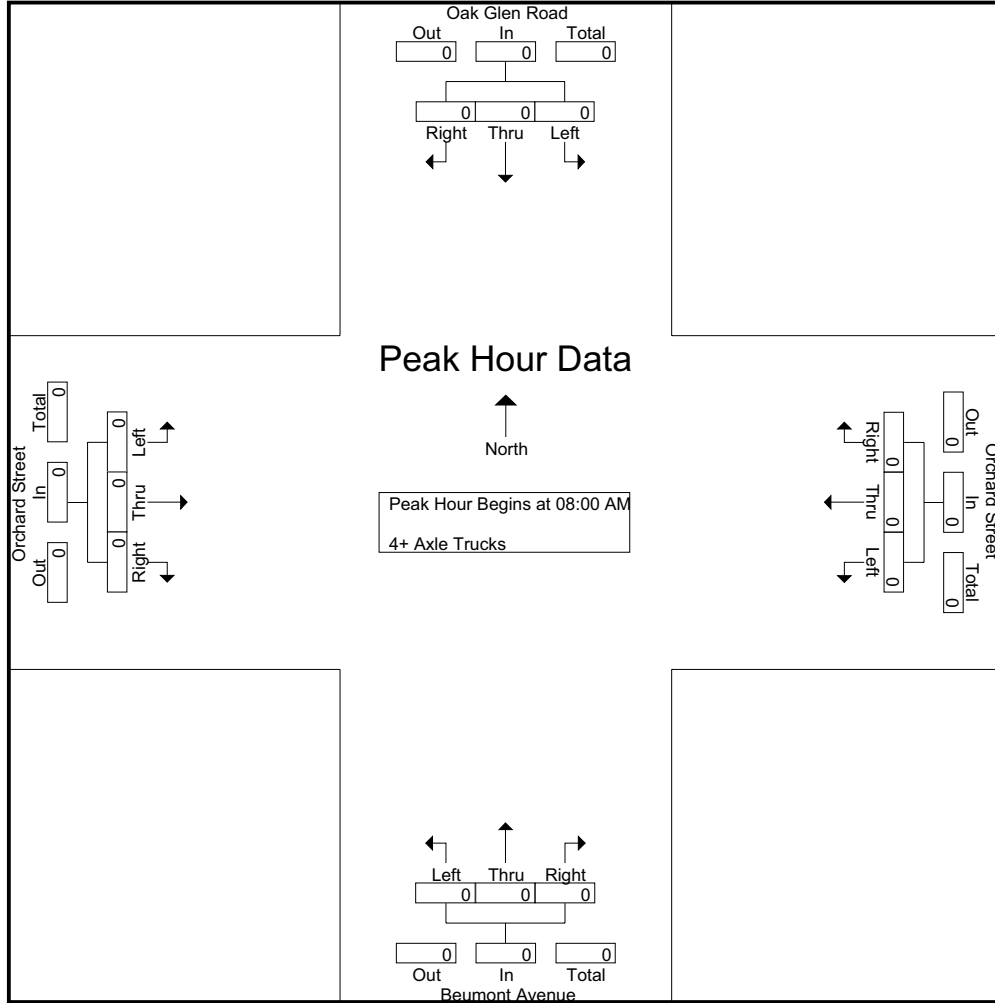 Oak Glen Road
Out In Total
0 0 0
0 0 0
Right Thru Left
Peak Hour Data
North
Peak Hour Begins at 08:00 AM
4+ Axle Trucks
Orchard Street
Out In Total
0 0 0
0 0 0
Right Thru Left
Orchard Street
Out In Total
0 0 0
0 0 0
Right Thru Left
Left Thru Right
0 0 0
0 0 0
Out In Total
Beumont Avenue